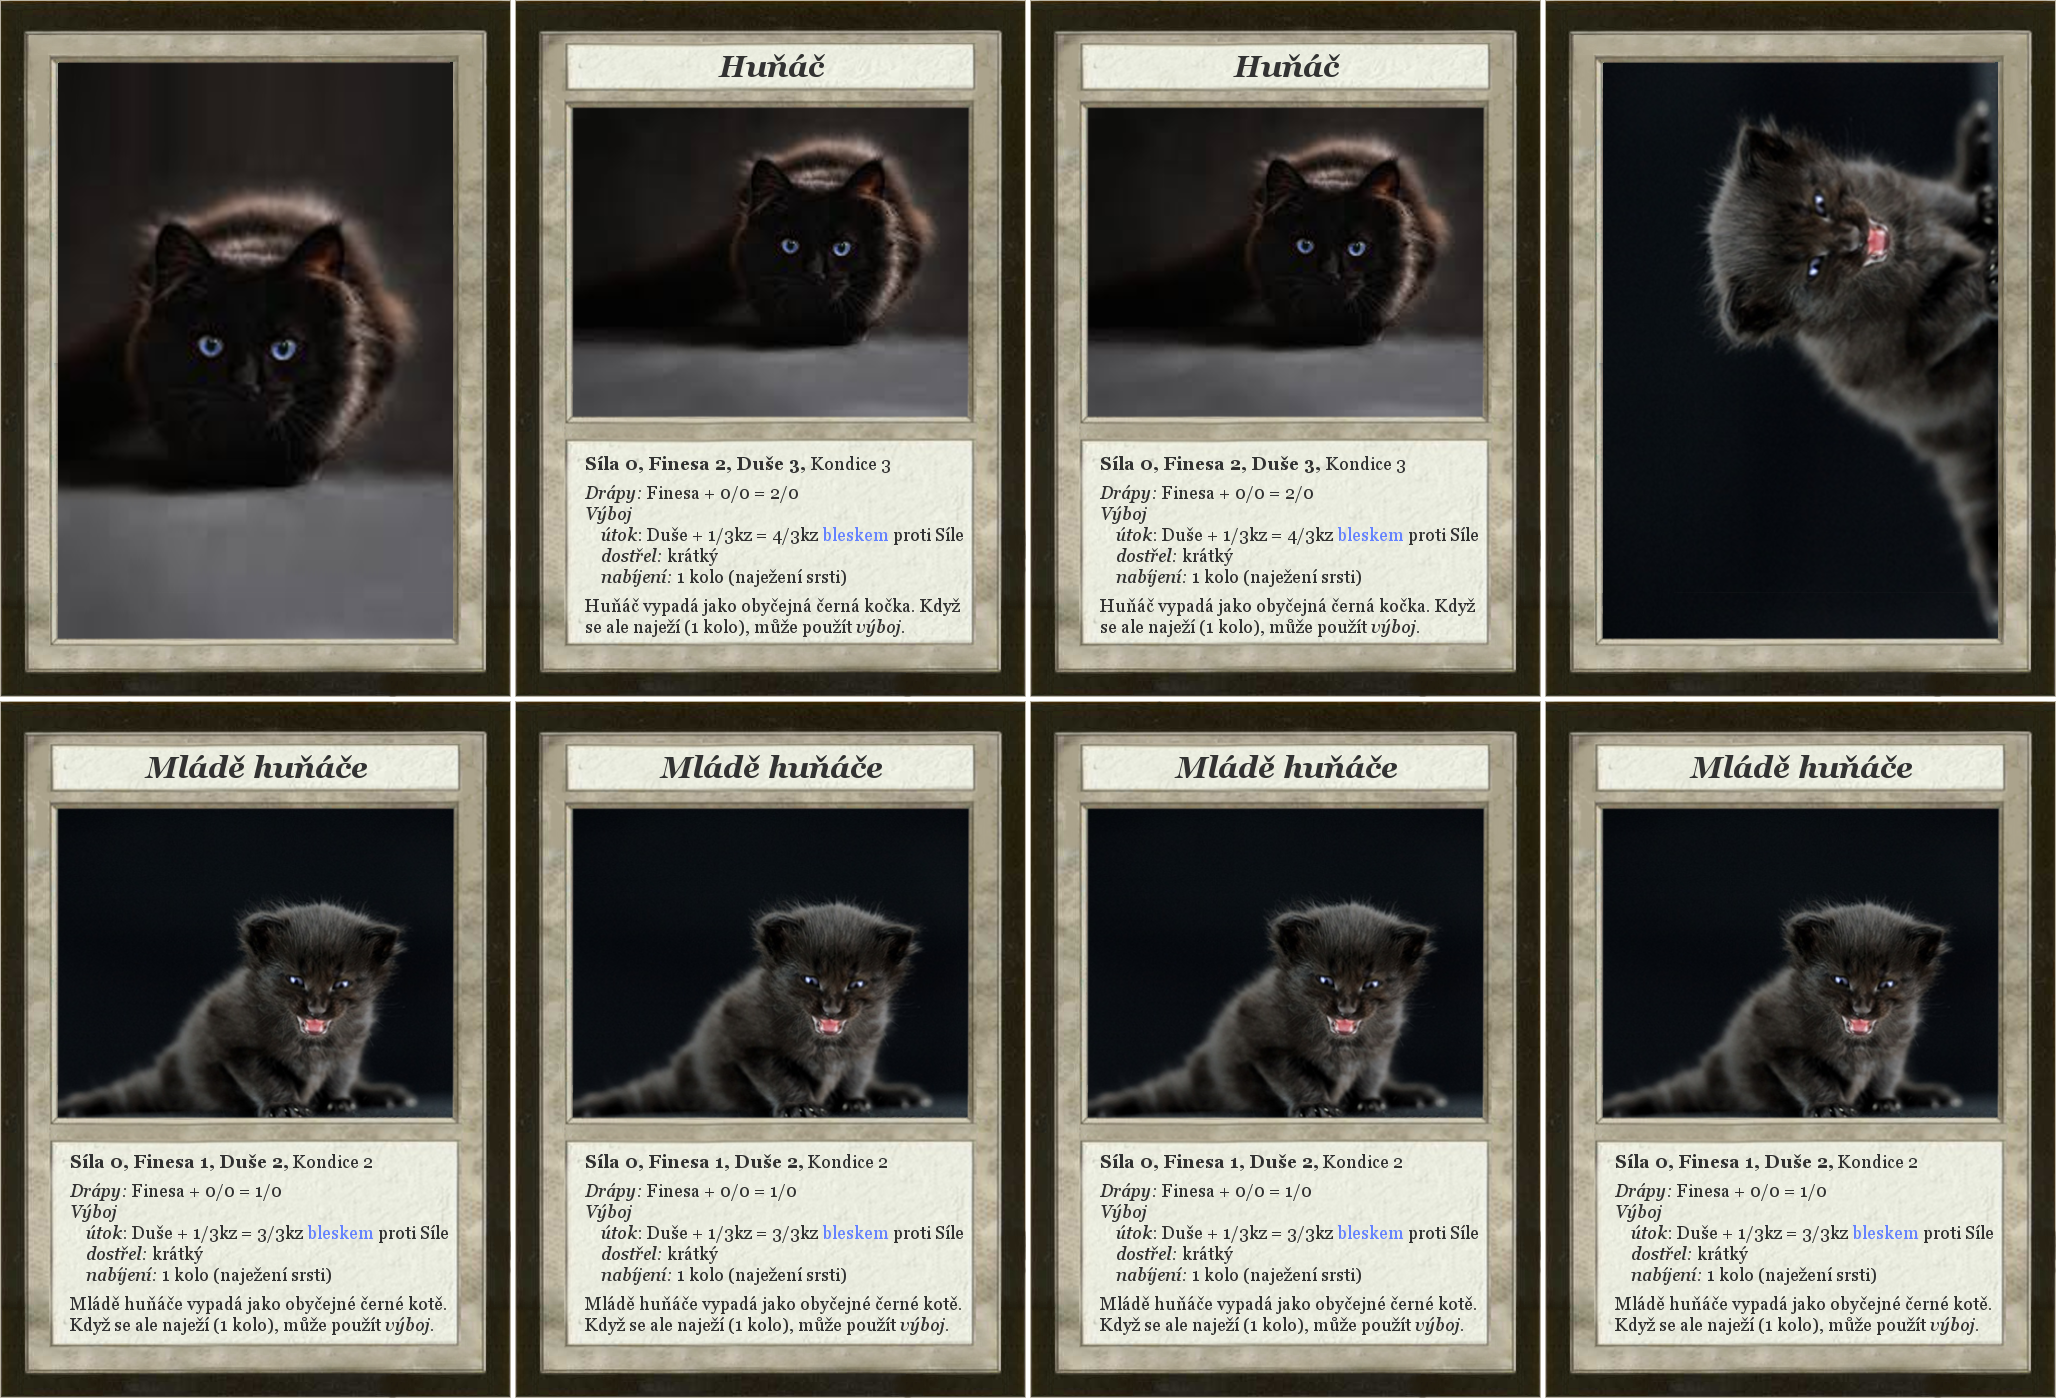 Huňáč
Síla 0, Finesa 2, Duše 3, Kondice 3
Drápy: Finesa + 0/0 = 2/0
Výboj
útok: Duše + 1/3kz = 4/3kz bleskem proti Síle
dostřel: krátký
nabíjení: 1 kolo (naježení srsti)
Huňáč vypadá jako obyčejná černá kočka. Když
se ale naježí (1 kolo), může použít výboj.
Huňáč
Síla 0, Finesa 2, Duše 3, Kondice 3
Drápy: Finesa + 0/0 = 2/0
Výboj
útok: Duše + 1/3kz = 4/3kz bleskem proti Síle
dostřel: krátký
nabíjení: 1 kolo (naježení srsti)
Huňáč vypadá jako obyčejná černá kočka. Když
se ale naježí (1 kolo), může použít výboj.
Mládě huňáče
Síla 0, Finesa 1, Duše 2, Kondice 2
Drápy: Finesa + 0/0 = 1/0
Výboj
útok: Duše + 1/3kz = 3/3kz bleskem proti Síle
dostřel: krátký
nabíjení: 1 kolo (naježení srsti)
Mládě huňáče vypadá jako obyčejné černé kotě.
Když se ale naježí (1 kolo), může použít výboj.
Mládě huňáče
Síla 0, Finesa 1, Duše 2, Kondice 2
Drápy: Finesa + 0/0 = 1/0
Výboj
útok: Duše + 1/3kz = 3/3kz bleskem proti Síle
dostřel: krátký
nabíjení: 1 kolo (naježení srsti)
Mládě huňáče vypadá jako obyčejné černé kotě.
Když se ale naježí (1 kolo), může použít výboj.
Mládě huňáče
Síla 0, Finesa 1, Duše 2, Kondice 2
Drápy: Finesa + 0/0 = 1/0
Výboj
útok: Duše + 1/3kz = 3/3kz bleskem proti Síle
dostřel: krátký
nabíjení: 1 kolo (naježení srsti)
Mládě huňáče vypadá jako obyčejné černé kotě.
Když se ale naježí (1 kolo), může použít výboj.
Mládě huňáče
Síla 0, Finesa 1, Duše 2, Kondice 2
Drápy: Finesa + 0/0 = 1/0
Výboj
útok: Duše + 1/3kz = 3/3kz bleskem proti Síle
dostřel: krátký
nabíjení: 1 kolo (naježení srsti)
Mládě huňáče vypadá jako obyčejné černé kotě.
Když se ale naježí (1 kolo), může použít výboj.